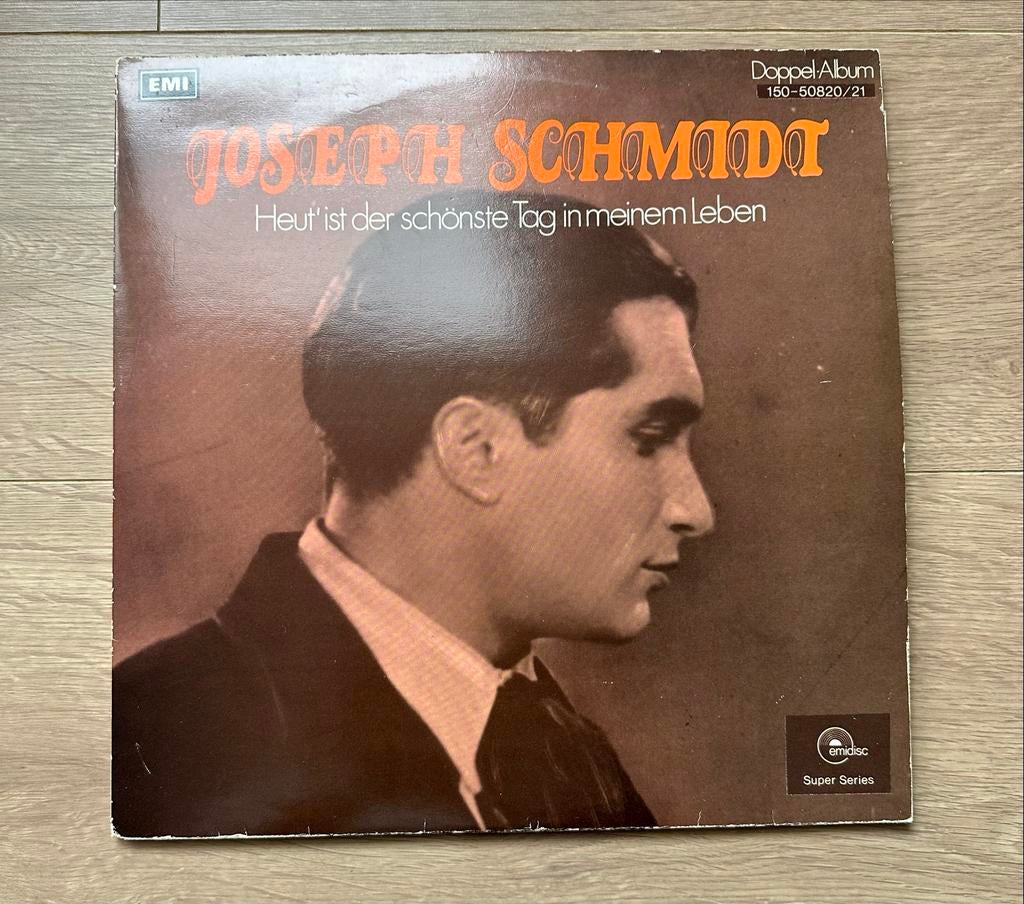 EMI
Doppel-Album
150-50820/21
JOSEPH SCHMIDT
Heut' ist der schönste Tag in meinem Leben
emidisc
Super Series